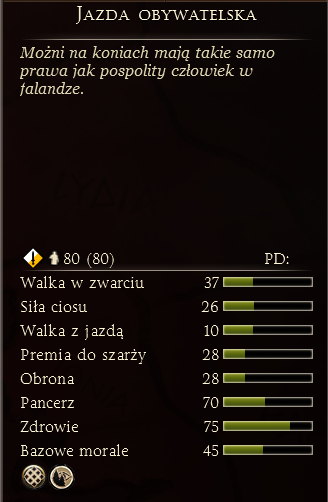 Jazda obywatelska
Możni na koniach mają takie samo
prawa jak pospolity człowiek w
falandze.
80 (80) PD:
Walka w zwarciu 37
Siła ciosu 26
Walka z jazdą 10
Premia do szarży 28
Obrona 28
Pancerz 70
Zdrowie 75
Bazowe morale 45